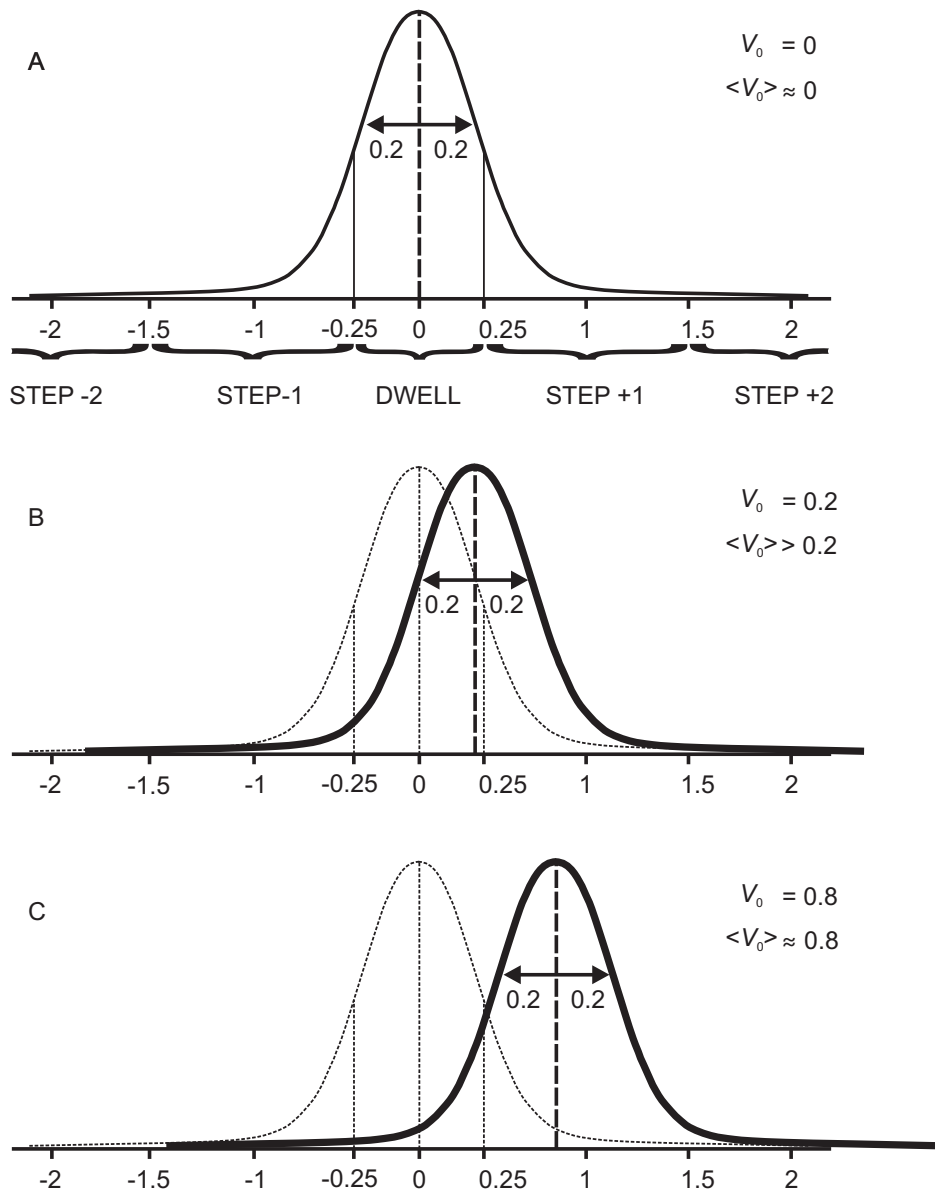 A
V₀ = 0
<V₀> ≈ 0
0.2 0.2
-2 -1.5 -1 -0.25 0 0.25 1 1.5 2
STEP -2 STEP-1 DWELL STEP +1 STEP +2
B
V₀ = 0.2
<V₀> > 0.2
0.2 0.2
-2 -1.5 -1 -0.25 0 0.25 1 1.5 2
C
V₀ = 0.8
<V₀> ≈ 0.8
0.2 0.2
-2 -1.5 -1 -0.25 0 0.25 1 1.5 2